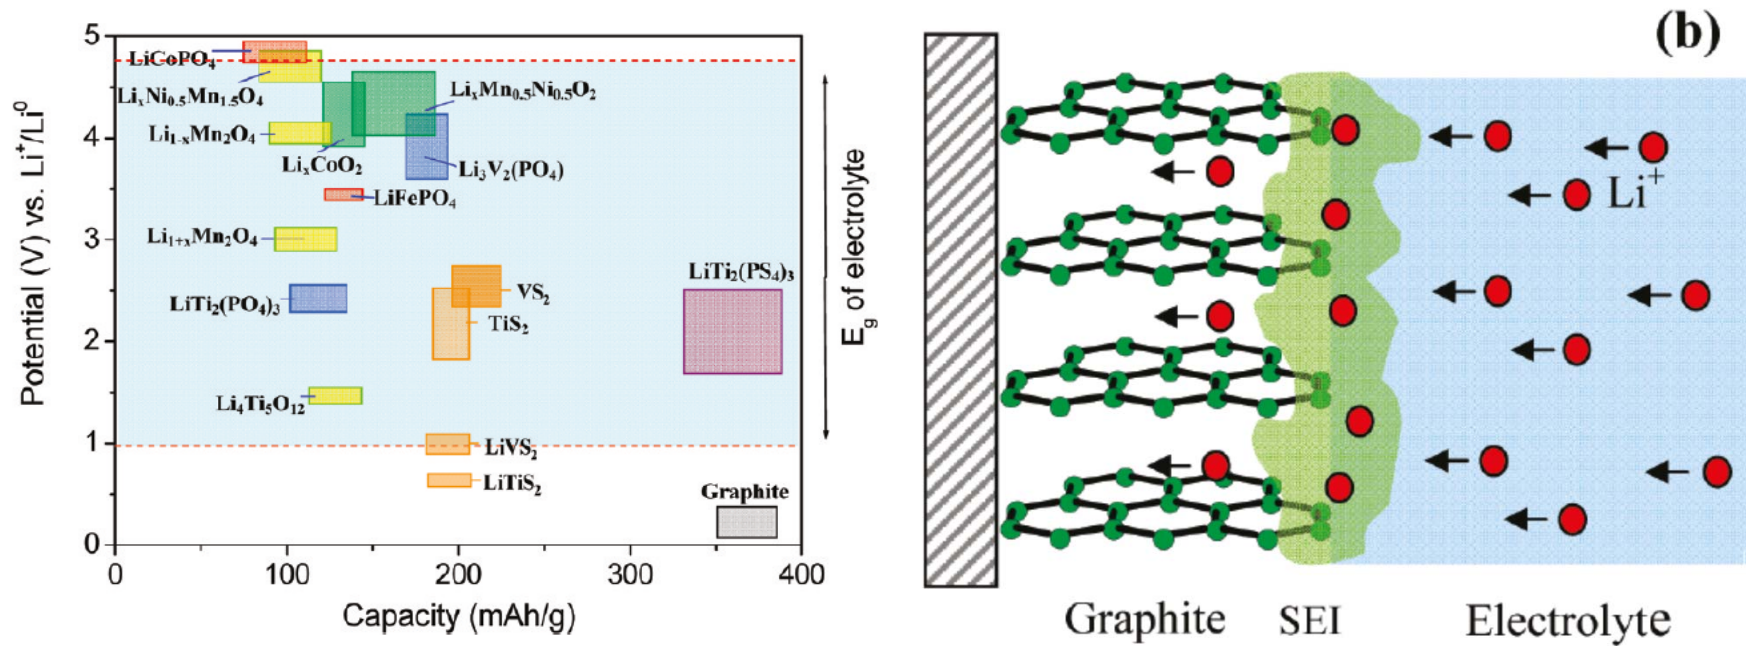 5
4
3
2
1
0
Potential (V) vs. Li⁺/Li⁰
LiCoPO₄
LiₓNi₀.₅Mn₁.₅O₄
Li₁₋ₓMn₂O₄
LiₓCoO₂
LiₓMn₀.₅Ni₀.₅O₂
Li₃V₂(PO₄)
LiFePO₄
Li₁₊ₓMn₂O₄
LiTi₂(PO₄)₃
VS₂
TiS₂
LiTi₂(PS₄)₃
Li₄Ti₅O₁₂
LiVS₂
LiTiS₂
Graphite
0 100 200 300 400
Capacity (mAh/g)
E_g of electrolyte
(b)
Li⁺
Graphite SEI Electrolyte